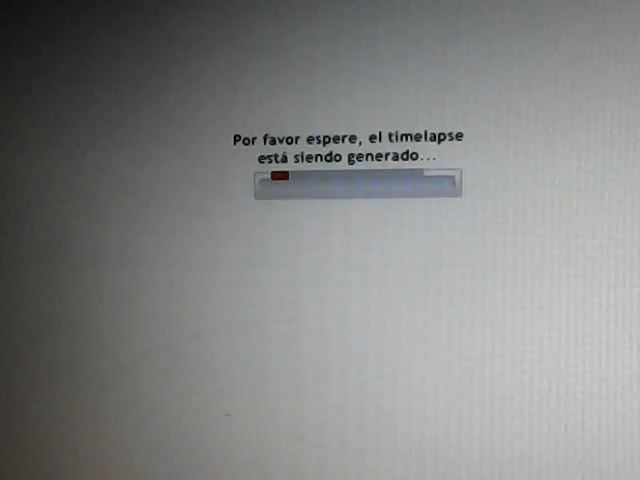 Por favor espere, el timelapse
está siendo generado...